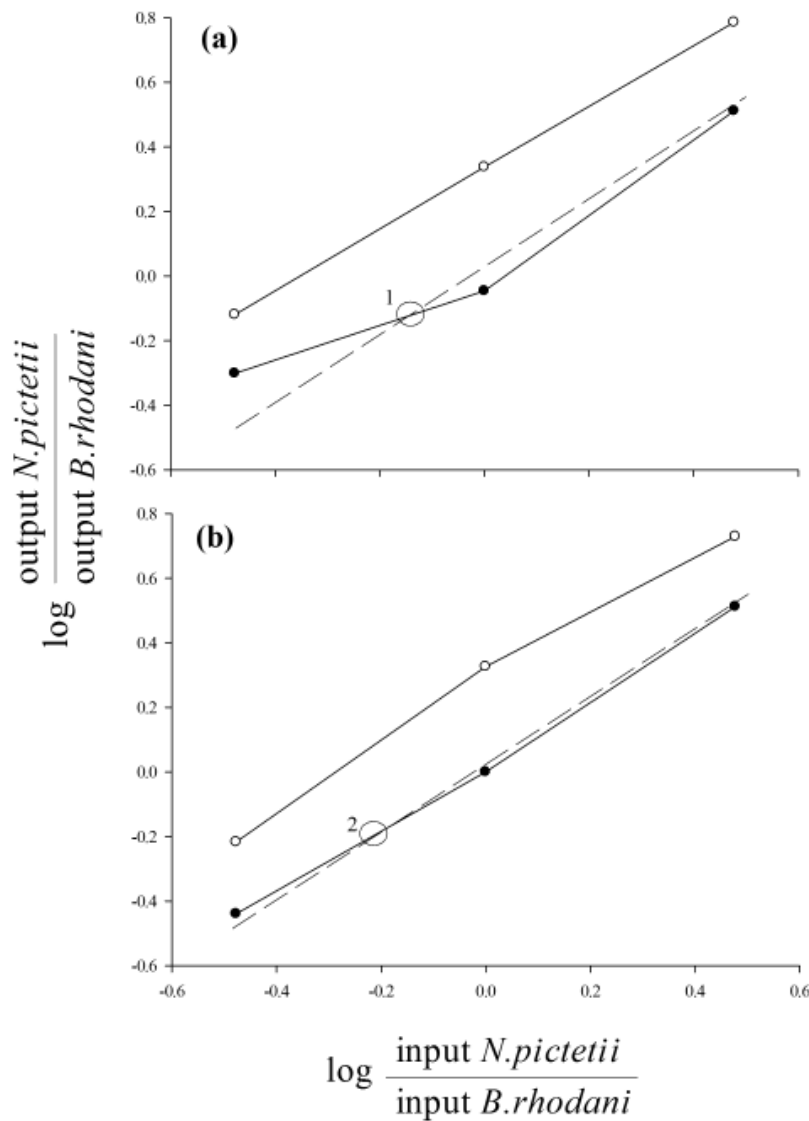 0.8
(a)
0.6
0.4
0.2
0.0
1
-0.2
-0.4
-0.6
0.8
(b)
0.6
0.4
0.2
0.0
2
-0.2
-0.4
-0.6
-0.6 -0.4 -0.2 0.0 0.2 0.4 0.6
log output N.pictetii
output B.rhodani
log input N.pictetii
input B.rhodani